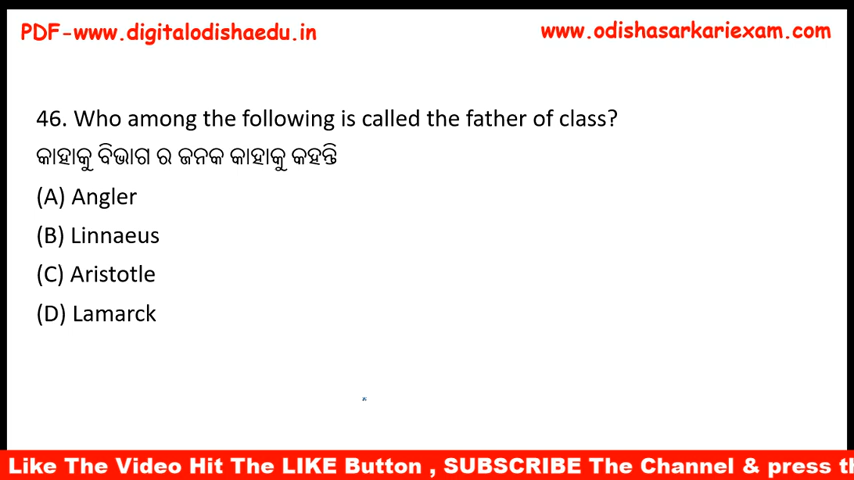 PDF-www.digitalodishaedu.in
www.odishasarkariexam.com
46. Who among the following is called the father of class?
କାହାକୁ ବିଭାଗ ର ଜନକ କାହାକୁ କହନ୍ତି
(A) Angler
(B) Linnaeus
(C) Aristotle
(D) Lamarck
Like The Video Hit The LIKE Button , SUBSCRIBE The Channel & press th